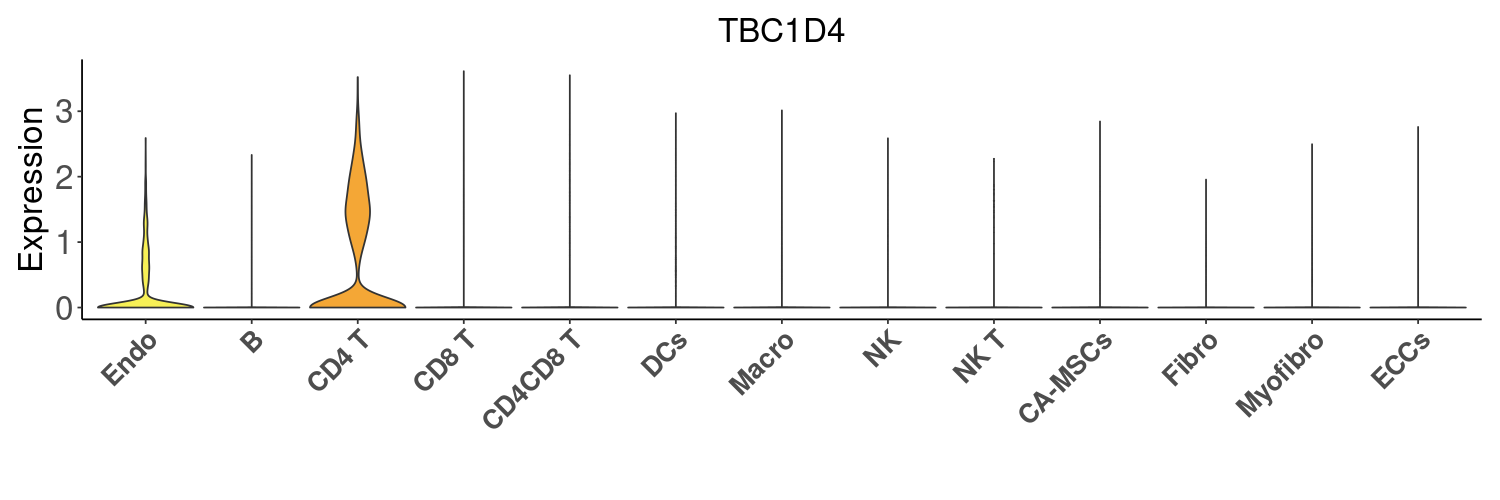 TBC1D4
Expression
3
2
1
0
Endo
B
CD4 T
CD8 T
CD4CD8 T
DCs
Macro
NK
NK T
CA-MSCs
Fibro
Myofibro
ECCs